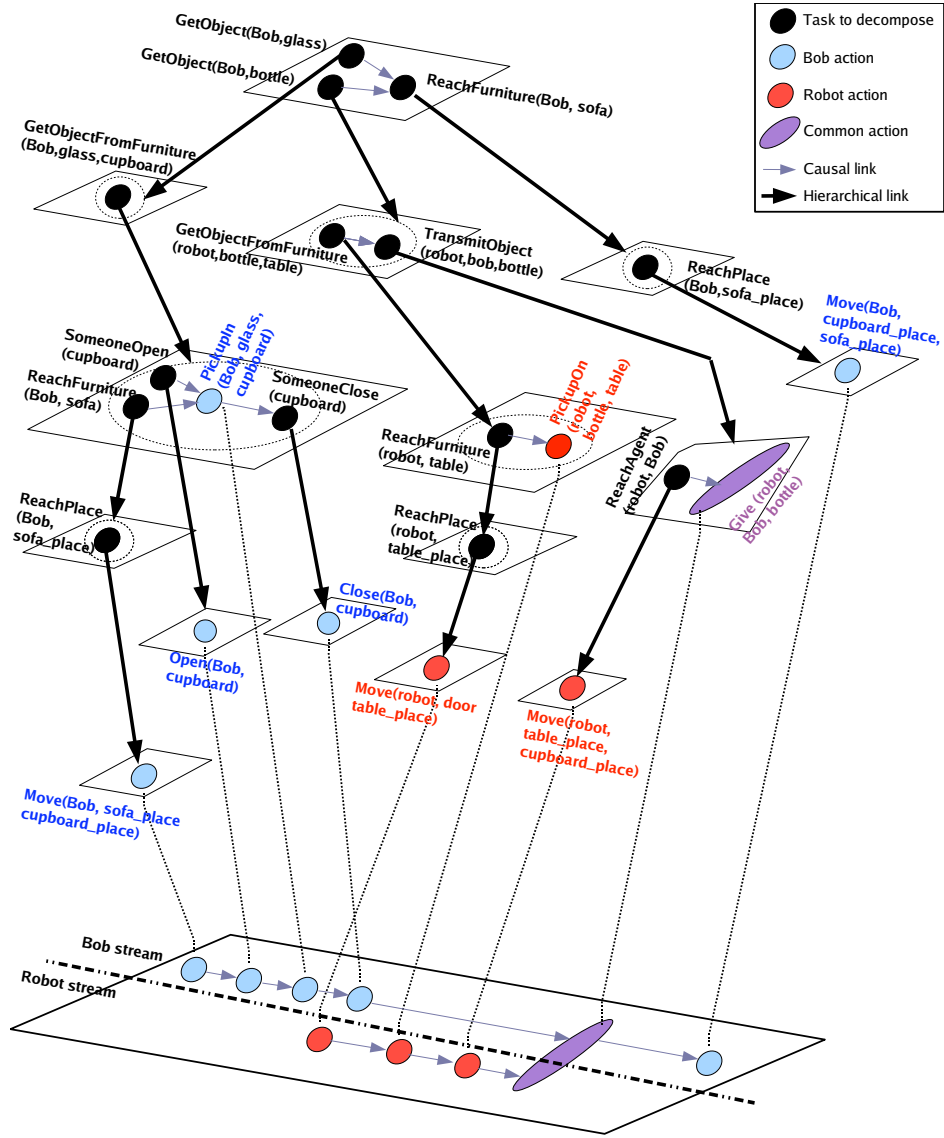 GetObject(Bob,glass)
GetObject(Bob,bottle)
ReachFurniture(Bob, sofa)
Task to decompose
Bob action
Robot action
Common action
Causal link
Hierarchical link
GetObjectFromFurniture
(Bob,glass,cupboard)
GetObjectFromFurniture
(robot,bottle,table)
TransmitObject
(robot,bob,bottle)
ReachPlace
(Bob,sofa_place)
Move(Bob,
cupboard_place,
sofa_place)
SomeoneOpen
(cupboard)
PickupIn
(Bob, glass,
cupboard)
ReachFurniture
(Bob, sofa)
SomeoneClose
(cupboard)
PickupOn
(robot,
bottle, table)
ReachFurniture
(robot, table)
ReachAgent
(robot, Bob)
Give (robot,
Bob, bottle)
ReachPlace
(Bob,
sofa_place)
ReachPlace
(robot,
table_place)
Close(Bob,
cupboard)
Open(Bob,
cupboard)
Move(robot, door
table_place)
Move(robot,
table_place,
cupboard_place)
Move(Bob, sofa_place
cupboard_place)
Bob stream
Robot stream